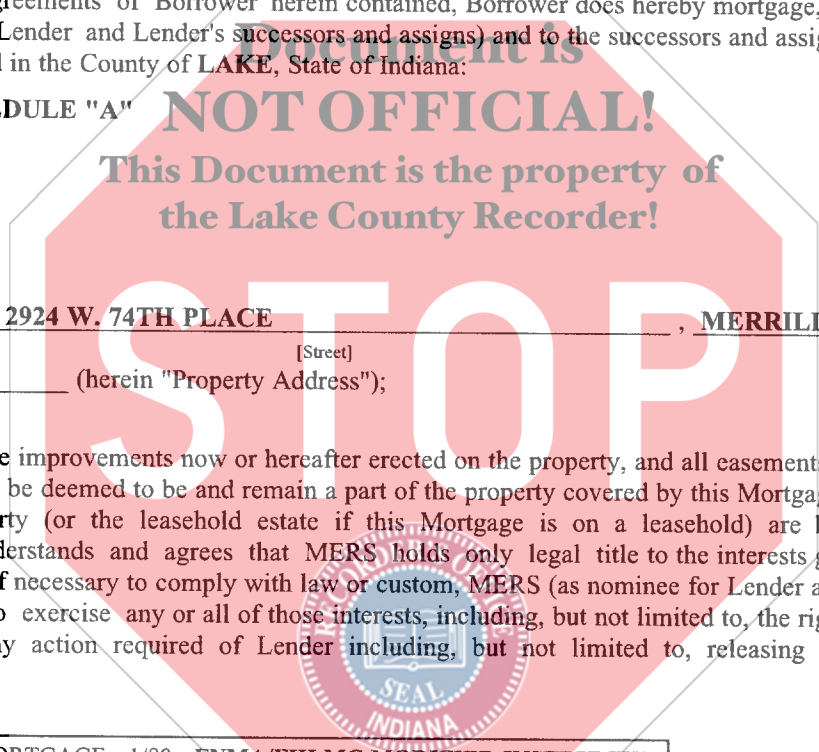 greements of Borrower herein contained, Borrower does hereby mortgage,
Lender and Lender's successors and assigns) and to the successors and assig
l in the County of LAKE, State of Indiana:
DULE "A"
Document is
NOT OFFICIAL!
This Document is the property of
the Lake County Recorder!
STOP
2924 W. 74TH PLACE , MERRILL
[Street]
(herein "Property Address");
e improvements now or hereafter erected on the property, and all easement
be deemed to be and remain a part of the property covered by this Mortga
rty (or the leasehold estate if this Mortgage is on a leasehold) are
derstands and agrees that MERS holds only legal title to the interests g
f necessary to comply with law or custom, MERS (as nominee for Lender a
o exercise any or all of those interests, including, but not limited to, the rig
y action required of Lender including, but not limited to, releasing
RECORDER'S OFFICE
SEAL
INDIANA